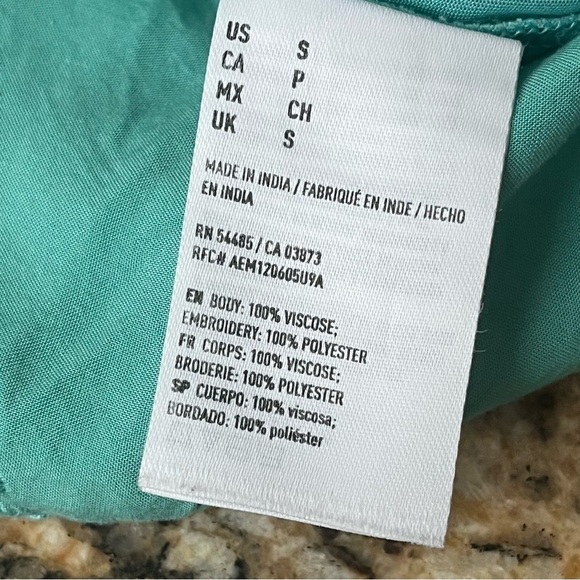 US S
CA P
MX CH
UK S
MADE IN INDIA / FABRIQUÉ EN INDE / HECHO
EN INDIA
RN 54485 / CA 03873
RFC# AEM120605U9A
EN BODY: 100% VISCOSE;
EMBROIDERY: 100% POLYESTER
FR CORPS: 100% VISCOSE;
BRODERIE: 100% POLYESTER
SP CUERPO: 100% viscosa;
BORDADO: 100% poliéster